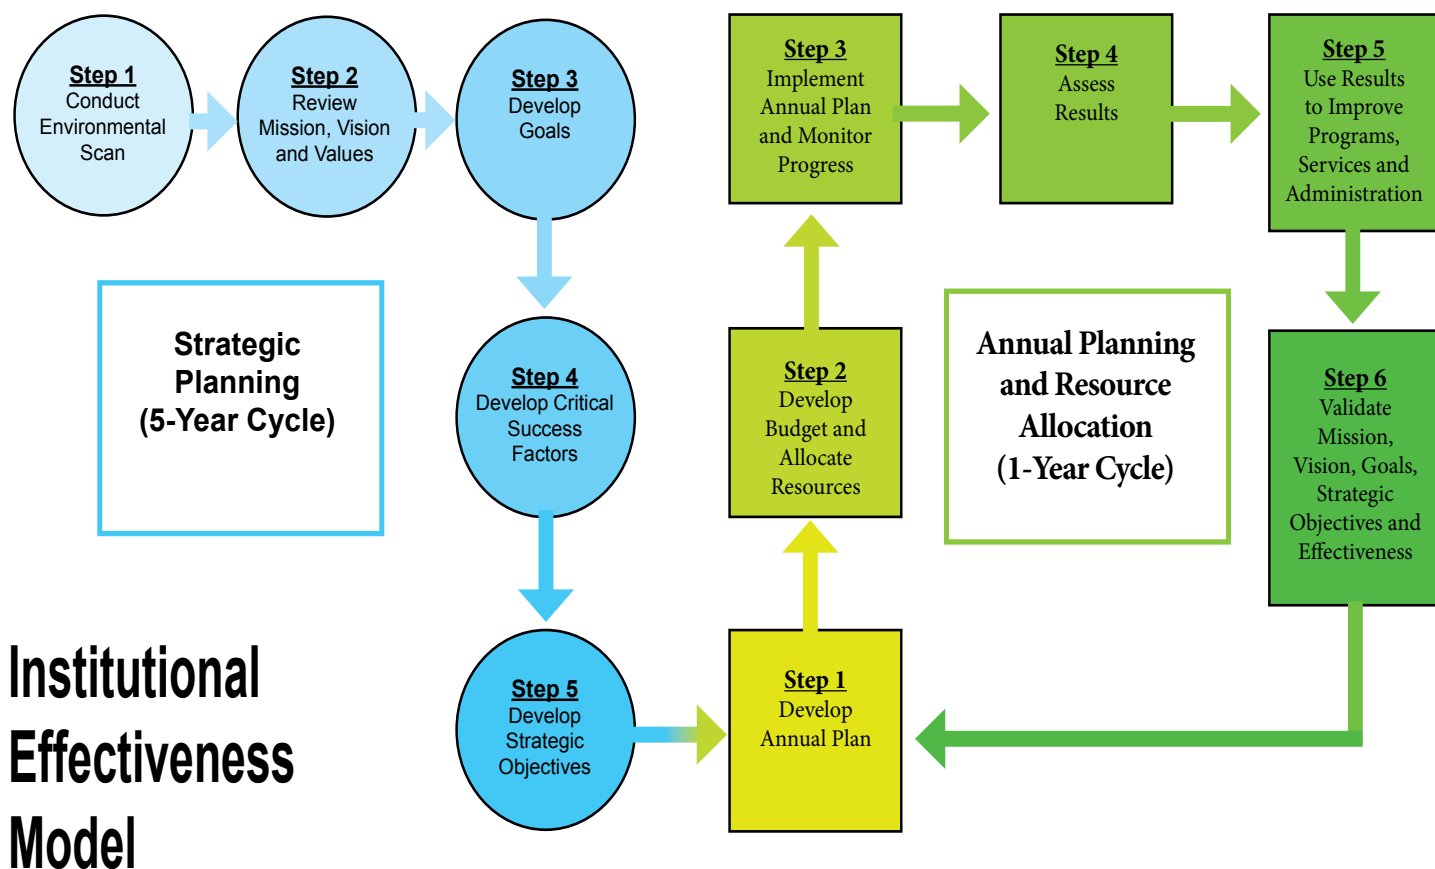 Step 1
Conduct
Environmental
Scan
Step 2
Review
Mission, Vision
and Values
Step 3
Develop
Goals
Step 4
Develop Critical
Success
Factors
Step 5
Develop
Strategic
Objectives
Strategic
Planning
(5-Year Cycle)
Institutional
Effectiveness
Model
Step 1
Develop
Annual Plan
Step 2
Develop
Budget and
Allocate
Resources
Step 3
Implement
Annual Plan
and Monitor
Progress
Step 4
Assess
Results
Step 5
Use Results
to Improve
Programs,
Services and
Administration
Step 6
Validate
Mission,
Vision, Goals,
Strategic
Objectives and
Effectiveness
Annual Planning
and Resource
Allocation
(1-Year Cycle)